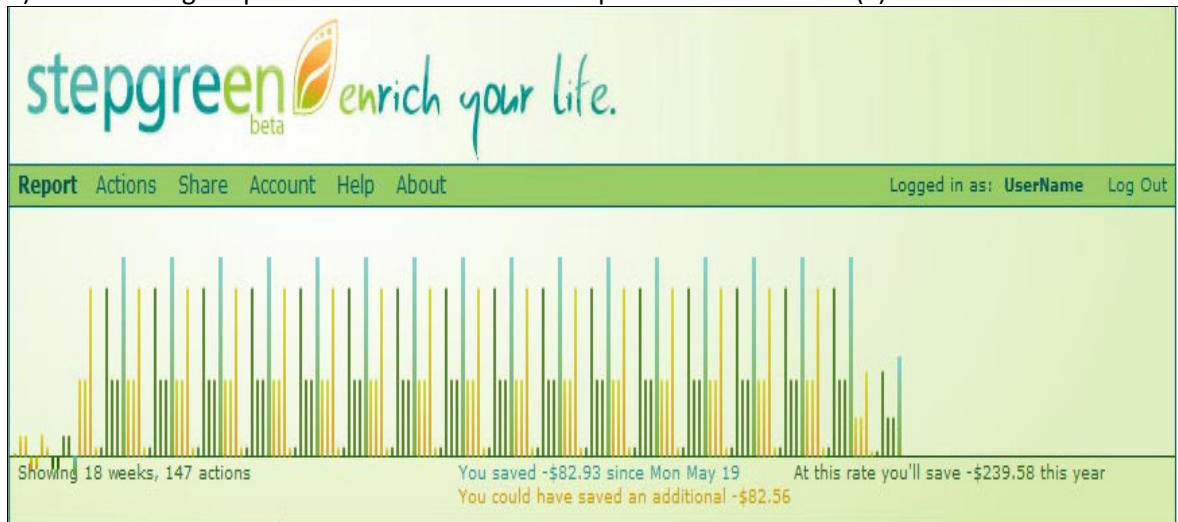 stepgreen
beta
enrich your life.
Report Actions Share Account Help About Logged in as: UserName Log Out
Showing 18 weeks, 147 actions You saved -$82.93 since Mon May 19 At this rate you'll save -$239.58 this year
You could have saved an additional -$82.56